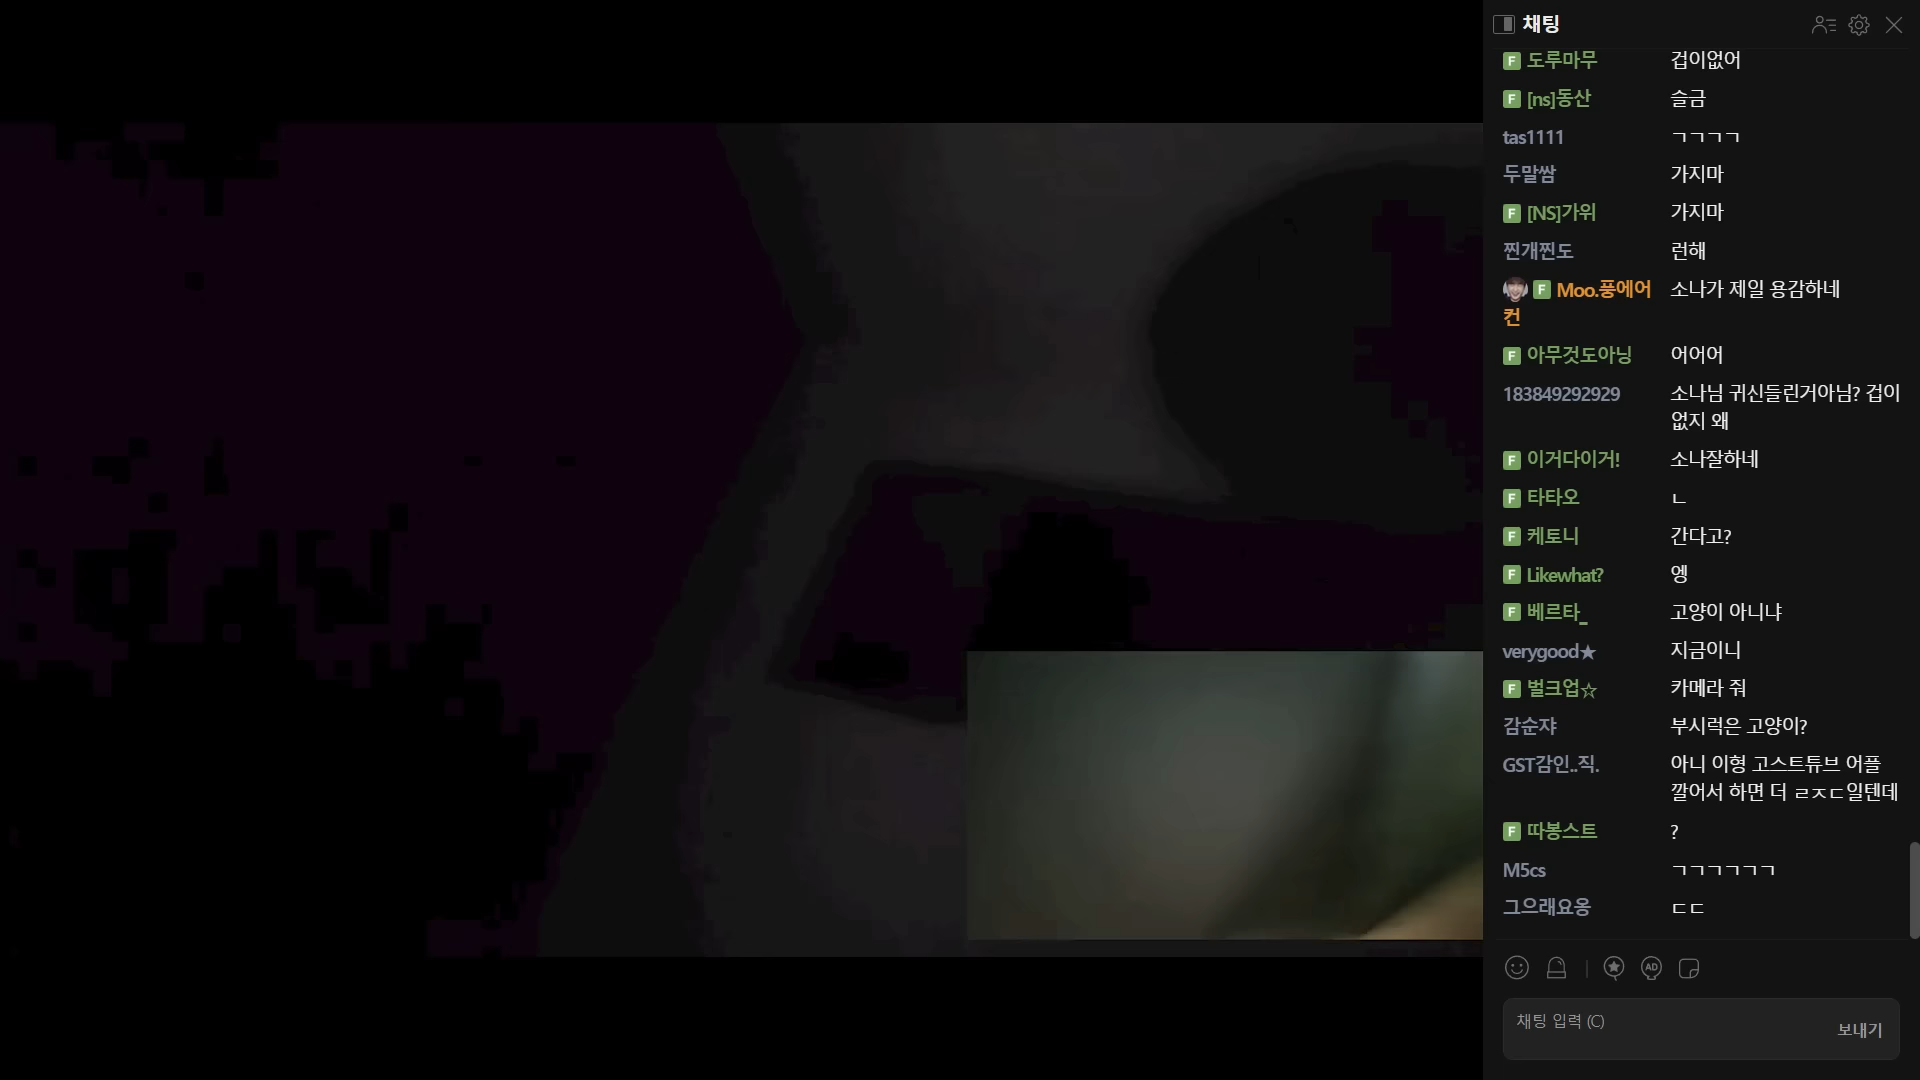 채팅
F 도루마무 겁이없어
F [ns]동산 슬금
tas1111 ㄱㄱㄱㄱ
두말쌈 가지마
F [NS]가위 가지마
찐개찐도 런해
F Moo.풍에어 소나가 제일 용감하네
컨
F 아무것도아닝 어어어
183849292929 소나님 귀신들린거아님? 겁이
없지 왜
F 이거다이거! 소나잘하네
F 타타오 ㄴ
F 케토니 간다고?
F Likewhat? 엥
F 베르타_ 고양이 아니냐
verygood★ 지금이니
F 벌크업☆ 카메라 줘
감순쟈 부시럭은 고양이?
GST감인..직. 아니 이형 고스트튜브 어플
깔어서 하면 더 ㄹㅈㄷ일텐데
F 따봉스트 ?
M5cs ㄱㄱㄱㄱㄱㄱ
그으래요옹 ㄷㄷ
AD
채팅 입력 (C)
보내기